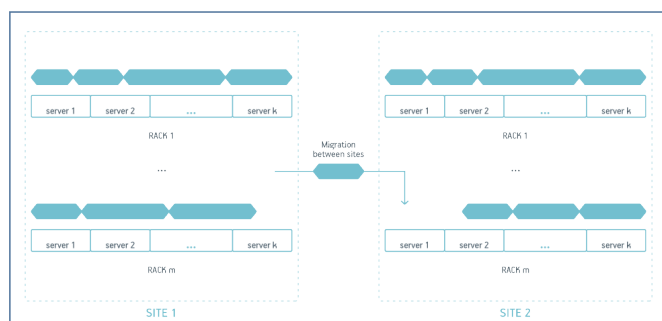 server 1 server 2 ... server k
RACK 1
...
server 1 server 2 ... server k
RACK m
SITE 1
Migration
between sites
server 1 server 2 ... server k
RACK 1
...
server 1 server 2 ... server k
RACK m
SITE 2